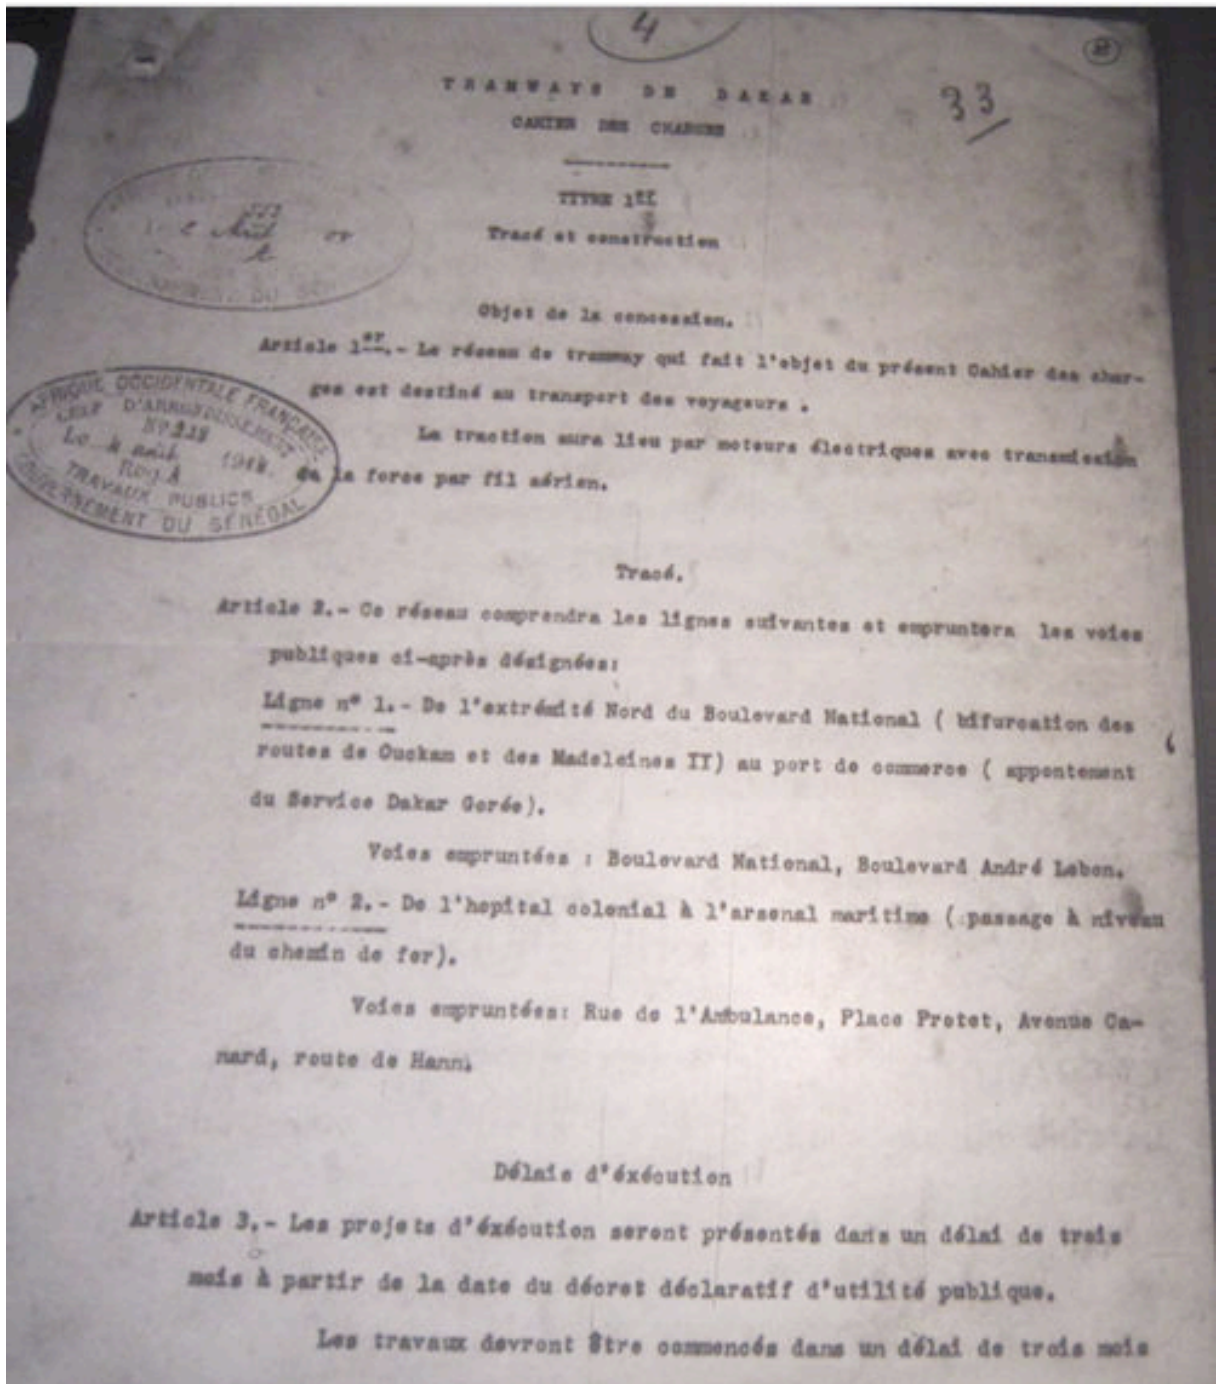 4
33
TRAMWAYS DE DAKAR
CAHIER DES CHARGES
TITRE 1er
Tracé et construction
Objet de la concession.
Article 1er.- Le réseau de tramway qui fait l'objet du présent Cahier des char-
ges est destiné au transport des voyageurs .
La traction aura lieu par moteurs électriques avec transmission
de la force par fil aérien.
AFRIQUE OCCIDENTALE FRANÇAISE
CHEF D'ARRONDISSEMENT
Nº 218
Le 4 août 1912.
TRAVAUX PUBLICS
GOUVERNEMENT DU SÉNÉGAL
Tracé.
Article 2.- Ce réseau comprendra les lignes suivantes et empruntera les voies
publiques ci-après désignées:
Ligne n° 1.- De l'extrémité Nord du Boulevard National ( bifurcation des
routes de Ouckam et des Madeleines II) au port de commerce ( appontement
du Service Dakar Gorée).
Voies empruntées : Boulevard National, Boulevard André Lebon.
Ligne n° 2.- De l'hopital colonial à l'arsenal maritime ( passage à niveau
du chemin de fer).
Voies empruntées: Rue de l'Ambulance, Place Protet, Avenue Ca-
nard, route de Hann.
Délais d'éxécution
Article 3.- Les projets d'éxécution seront présentés dans un délai de trois
mois à partir de la date du décret déclaratif d'utilité publique.
Les travaux devront être commencés dans un délai de trois mois